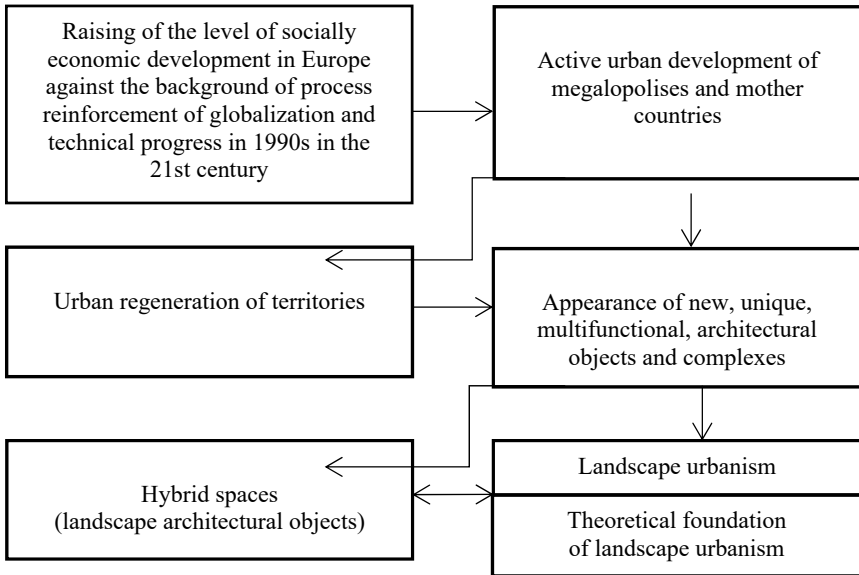 Raising of the level of socially
economic development in Europe
against the background of process
reinforcement of globalization and
technical progress in 1990s in the
21st century
Active urban development of
megalopolises and mother
countries
Urban regeneration of territories
Appearance of new, unique,
multifunctional, architectural
objects and complexes
Hybrid spaces
(landscape architectural objects)
Landscape urbanism
Theoretical foundation
of landscape urbanism